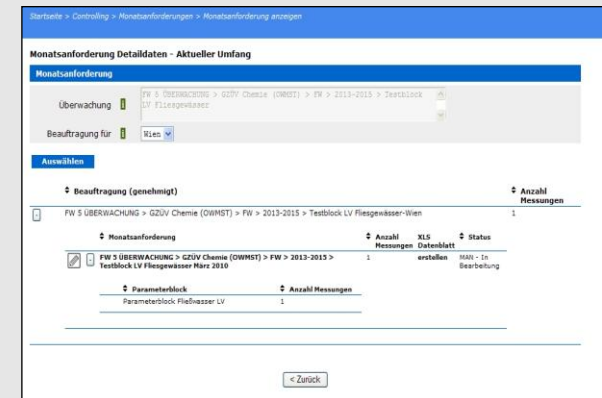 Startseite > Controlling > Monatsanforderungen > Monatsanforderung anzeigen
Monatsanforderung Detaildaten - Aktueller Umfang
Monatsanforderung
Überwachung
FW 5 ÜBERWACHUNG > GZÜV Chemie (OWMST) > FW > 2013-2015 > Testblock
LV Fliesgewässer
Beauftragung für
Wien
Auswählen
Beauftragung (genehmigt) Anzahl
Messungen
FW 5 ÜBERWACHUNG > GZÜV Chemie (OWMST) > FW > 2013-2015 > Testblock LV Fliesgewässer-Wien 1
Monatsanforderung Anzahl XLS Status
Messungen Datenblatt
FW 5 ÜBERWACHUNG > GZÜV Chemie (OWMST) > FW > 2013-2015 > 1 erstellen MAN - In
Testblock LV Fliesgewässer März 2010 Bearbeitung
Parameterblock Anzahl Messungen
Parameterblock Fließwasser LV 1
< Zurück